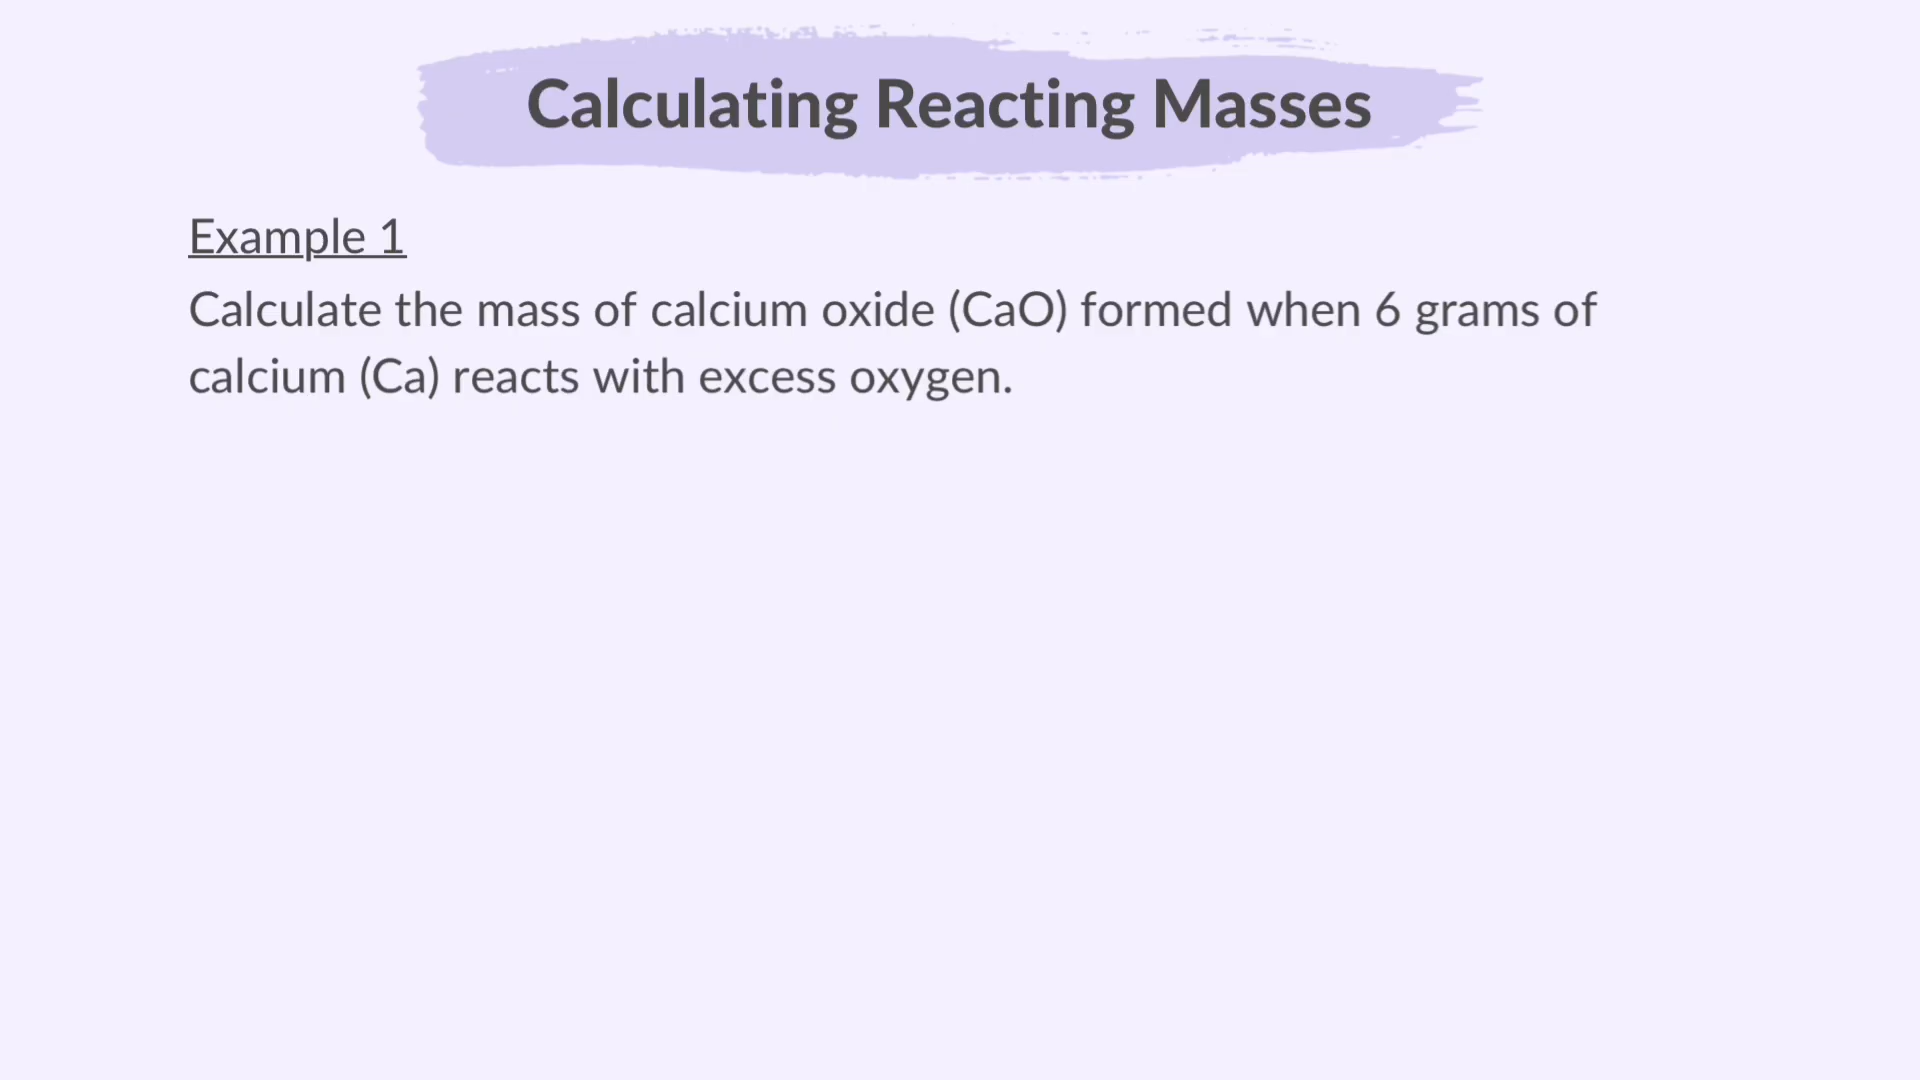 Calculating Reacting Masses
Example 1
Calculate the mass of calcium oxide (CaO) formed when 6 grams of
calcium (Ca) reacts with excess oxygen.